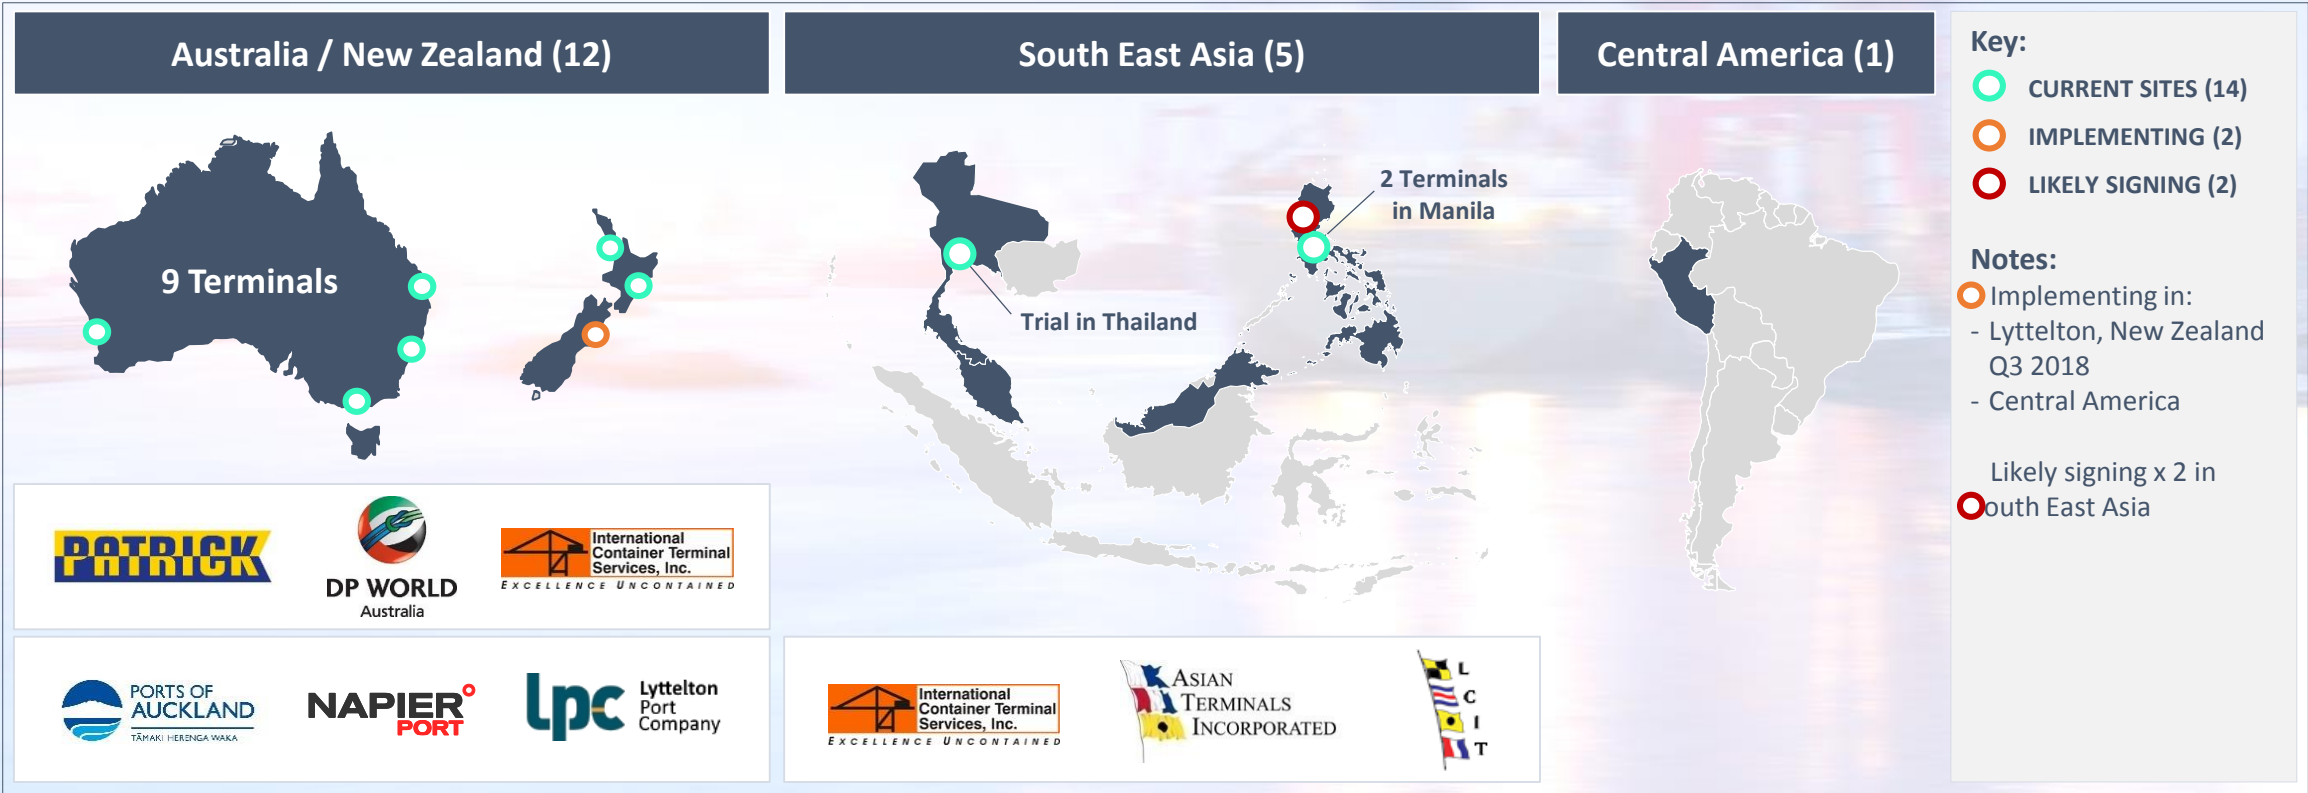 Australia / New Zealand (12)
South East Asia (5)
Central America (1)
Key:
CURRENT SITES (14)
IMPLEMENTING (2)
LIKELY SIGNING (2)
Notes:
Implementing in:
- Lyttelton, New Zealand
Q3 2018
- Central America
Likely signing x 2 in
outh East Asia
9 Terminals
2 Terminals
in Manila
Trial in Thailand
PATRICK
DP WORLD
Australia
International
Container Terminal
Services, Inc.
EXCELLENCE UNCONTAINED
PORTS OF
AUCKLAND
TĀMAKI HERENGA WAKA
NAPIER
PORT
lpc
Lyttelton
Port
Company
International
Container Terminal
Services, Inc.
EXCELLENCE UNCONTAINED
ASIAN
TERMINALS
INCORPORATED
L
C
I
T